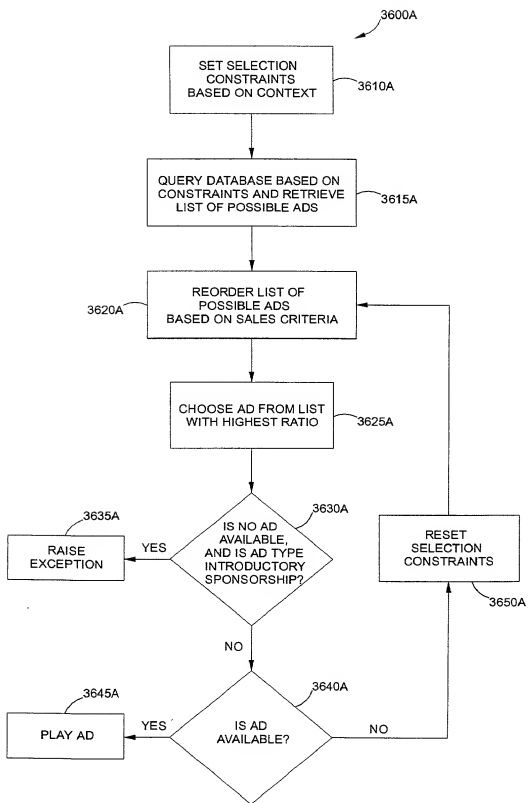 3600A
SET SELECTION
CONSTRAINTS
BASED ON CONTEXT
3610A
QUERY DATABASE BASED ON
CONSTRAINTS AND RETRIEVE
LIST OF POSSIBLE ADS
3615A
REORDER LIST OF
POSSIBLE ADS
BASED ON SALES CRITERIA
3620A
CHOOSE AD FROM LIST
WITH HIGHEST RATIO
3625A
3630A
IS NO AD
AVAILABLE,
AND IS AD TYPE
INTRODUCTORY
SPONSORSHIP?
YES
3635A
RAISE
EXCEPTION
RESET
SELECTION
CONSTRAINTS
3650A
NO
3640A
IS AD
AVAILABLE?
YES
3645A
PLAY AD
NO